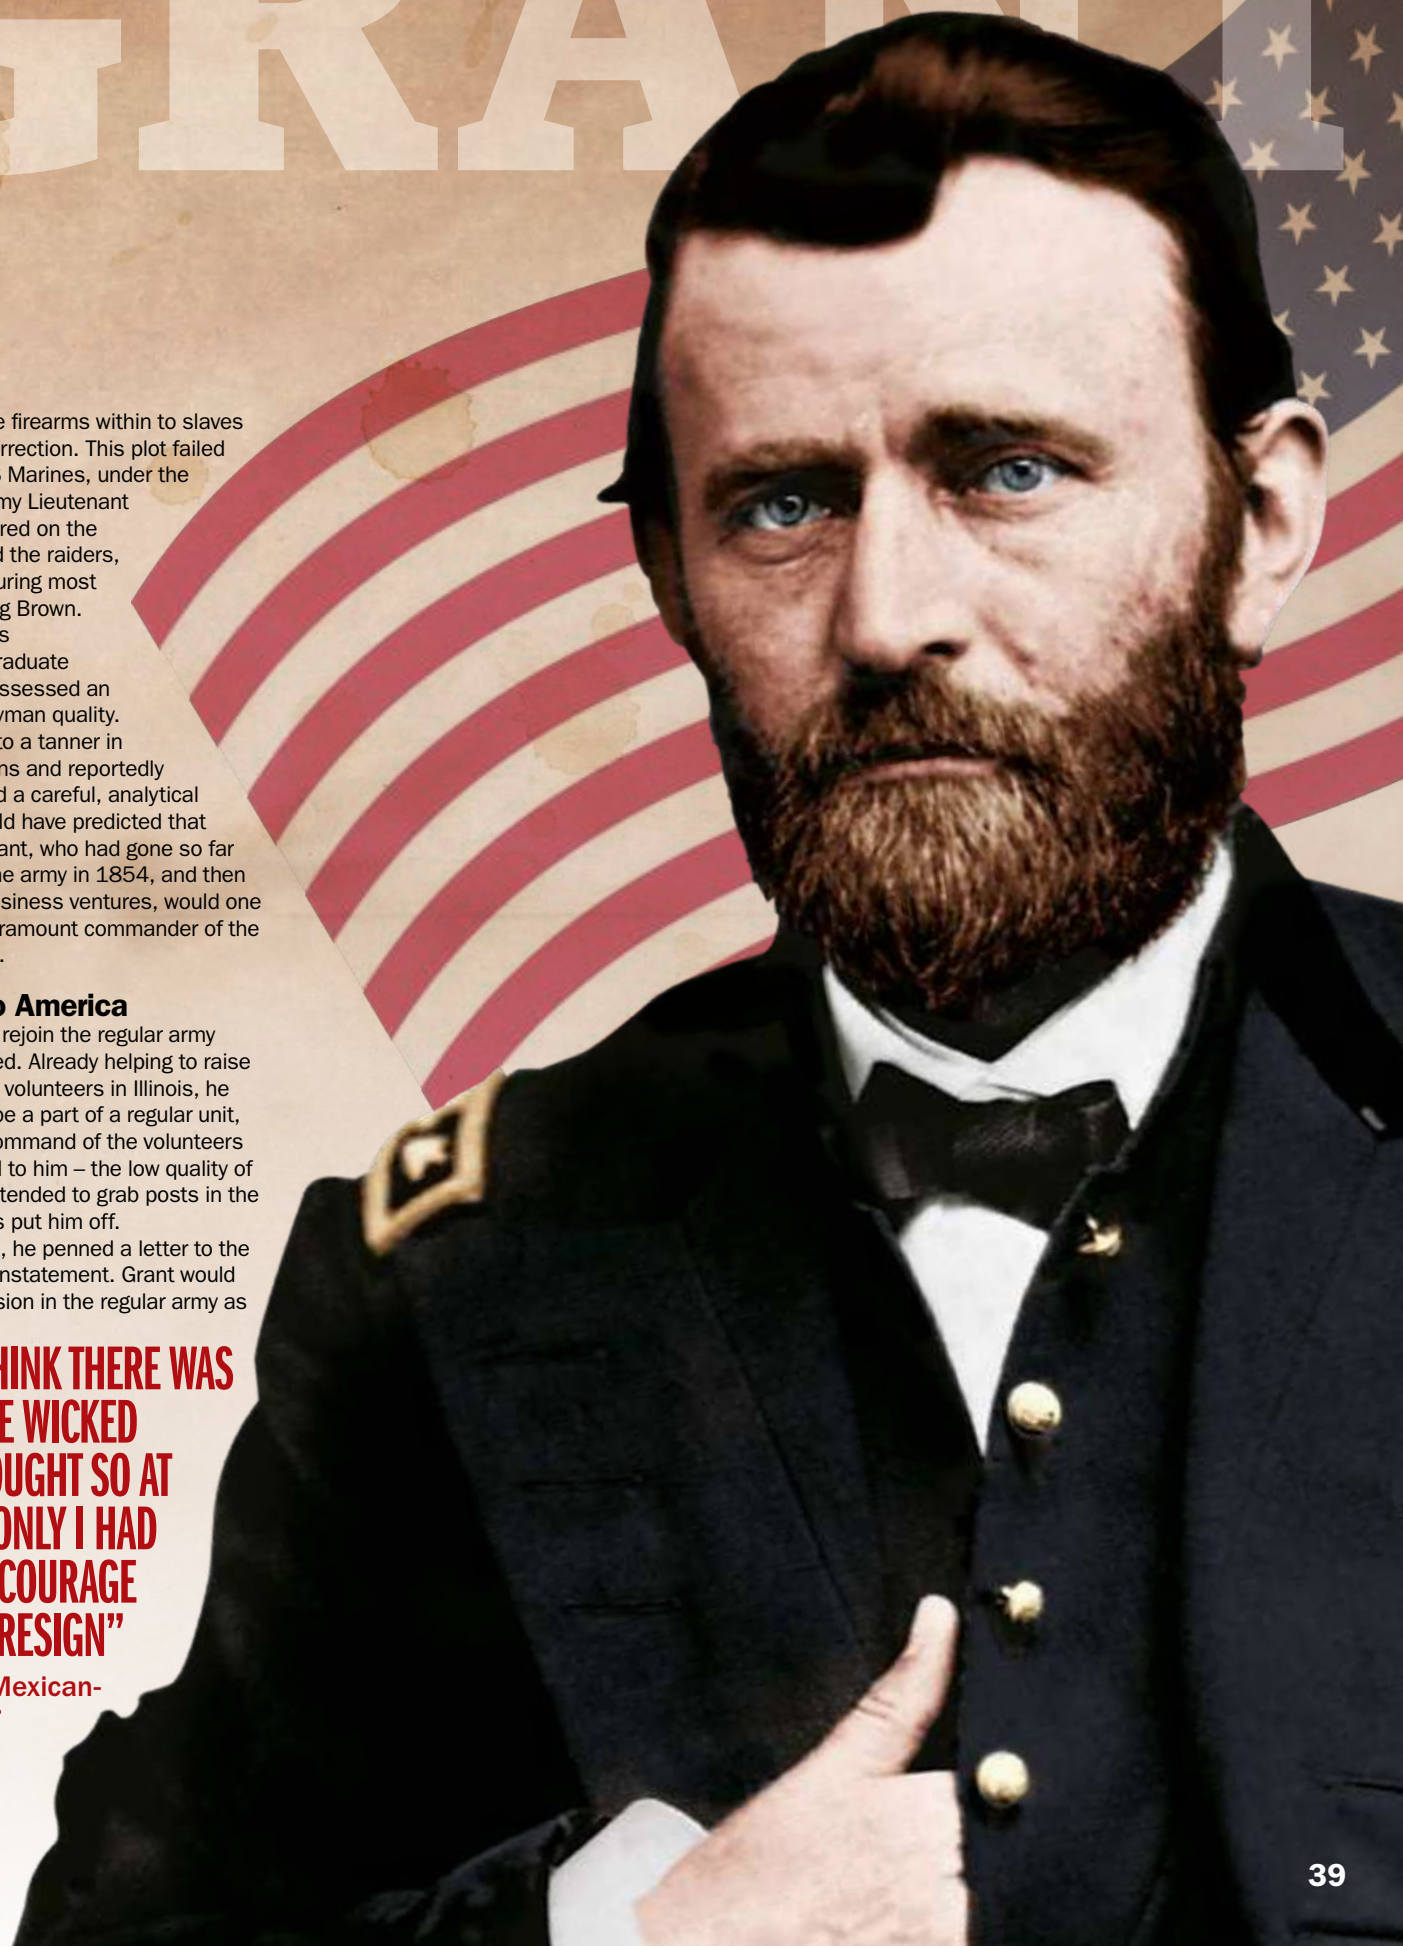 GRANT
e firearms within to slaves
rrection. This plot failed
S Marines, under the
my Lieutenant
red on the
d the raiders,
uring most
g Brown.
s
raduate
ssessed an
yman quality.
to a tanner in
ns and reportedly
d a careful, analytical
ld have predicted that
ant, who had gone so far
ne army in 1854, and then
siness ventures, would one
ramount commander of the
.
o America
rejoin the regular army
ed. Already helping to raise
volunteers in Illinois, he
be a part of a regular unit,
ommand of the volunteers
l to him – the low quality of
tended to grab posts in the
s put him off.
, he penned a letter to the
nstatement. Grant would
sion in the regular army as
HINK THERE WAS
E WICKED
OUGHT SO AT
ONLY I HAD
COURAGE
RESIGN”
Mexican-
39